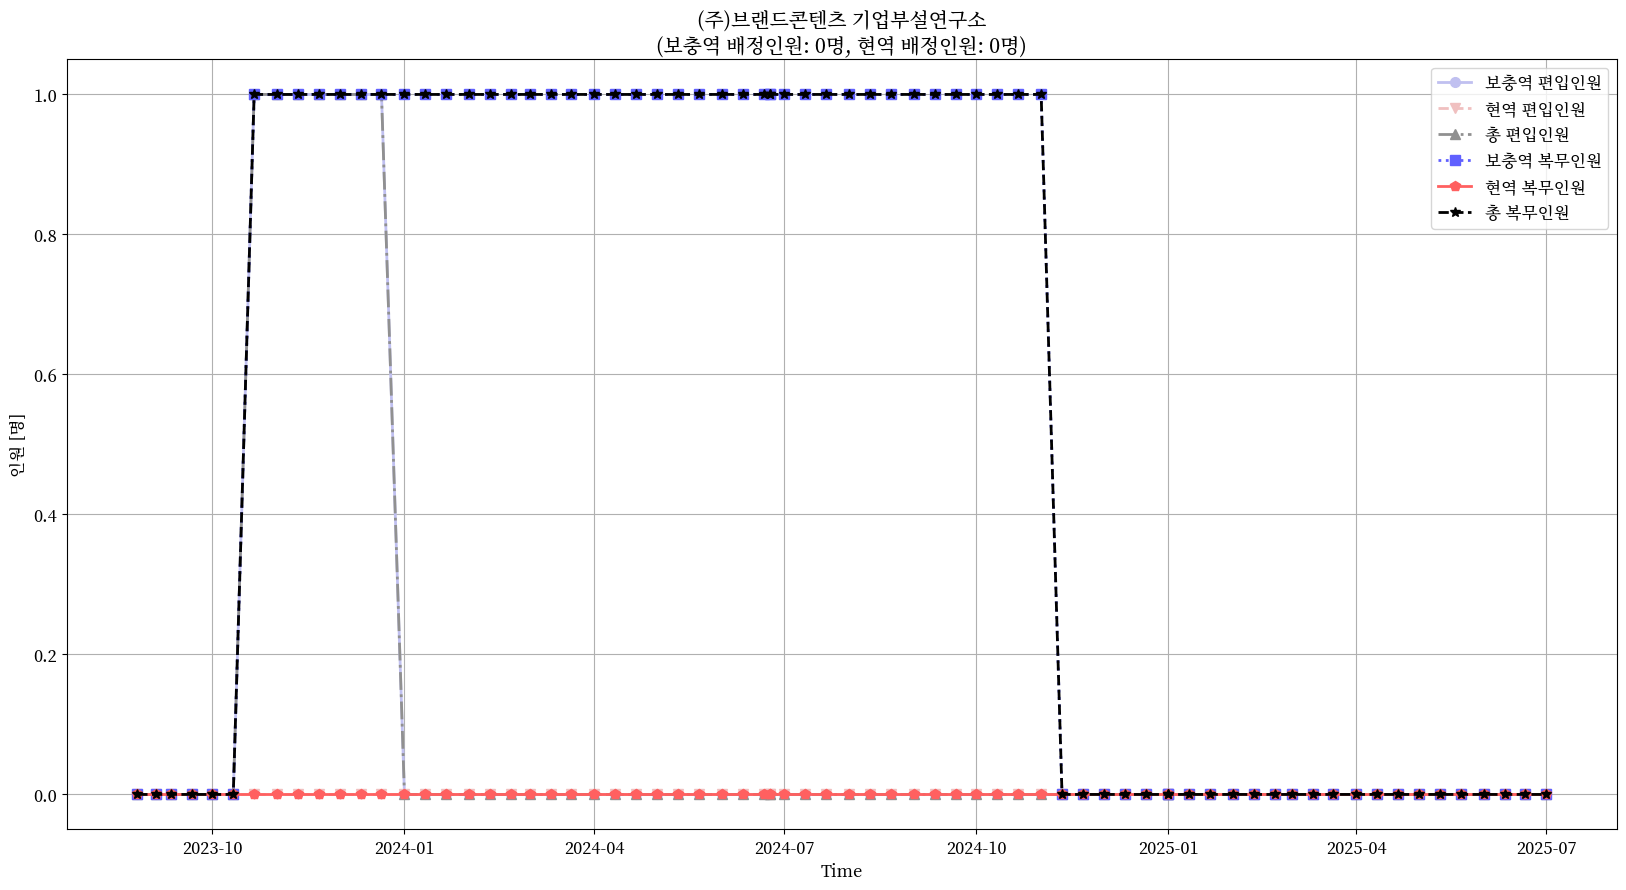 (주)브랜드콘텐츠 기업부설연구소
(보충역 배정인원: 0명, 현역 배정인원: 0명)
보충역 편입인원
현역 편입인원
총 편입인원
보충역 복무인원
현역 복무인원
총 복무인원
인원 [명]
1.0
0.8
0.6
0.4
0.2
0.0
2023-10
2024-01
2024-04
2024-07
2024-10
2025-01
2025-04
2025-07
Time